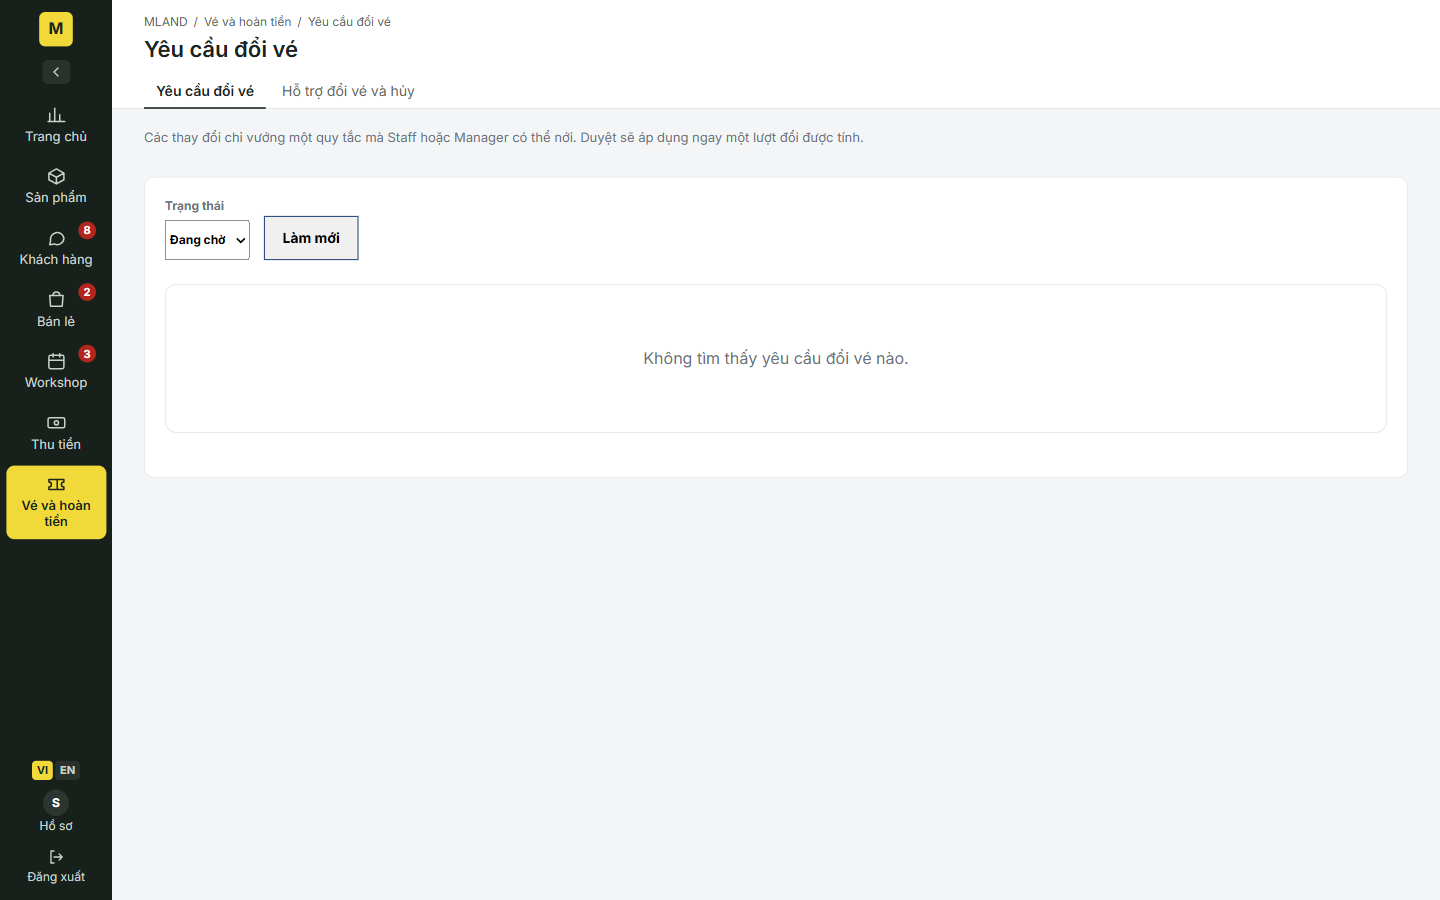 M
Trang chủ
Sản phẩm
8
Khách hàng
2
Bán lẻ
3
Workshop
Thu tiền
Vé và hoàn
tiền
VI EN
S
Hồ sơ
Đăng xuất
MLAND / Vé và hoàn tiền / Yêu cầu đổi vé
Yêu cầu đổi vé
Yêu cầu đổi vé Hỗ trợ đổi vé và hủy
Các thay đổi chỉ vướng một quy tắc mà Staff hoặc Manager có thể nới. Duyệt sẽ áp dụng ngay một lượt đổi được tính.
Trạng thái
Đang chờ Làm mới
Không tìm thấy yêu cầu đổi vé nào.